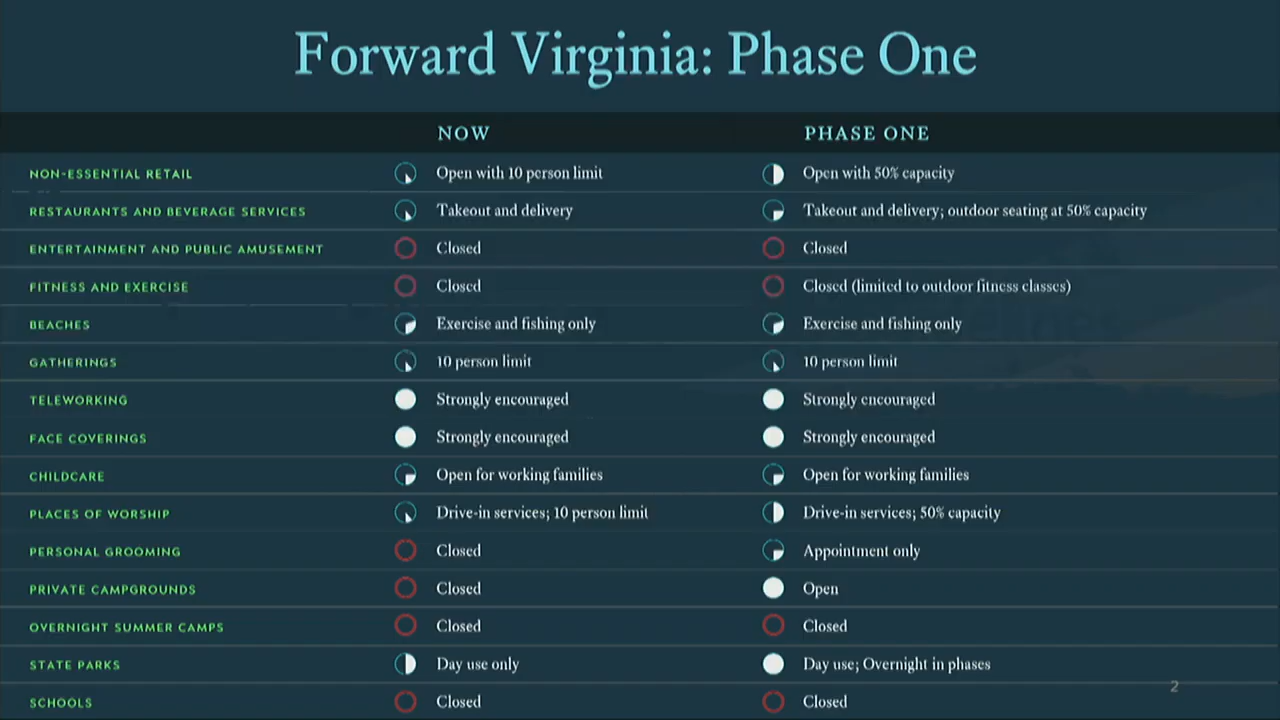 Forward Virginia: Phase One
NOW PHASE ONE
NON-ESSENTIAL RETAIL Open with 10 person limit Open with 50% capacity
RESTAURANTS AND BEVERAGE SERVICES Takeout and delivery Takeout and delivery; outdoor seating at 50% capacity
ENTERTAINMENT AND PUBLIC AMUSEMENT Closed Closed
FITNESS AND EXERCISE Closed Closed (limited to outdoor fitness classes)
BEACHES Exercise and fishing only Exercise and fishing only
GATHERINGS 10 person limit 10 person limit
TELEWORKING Strongly encouraged Strongly encouraged
FACE COVERINGS Strongly encouraged Strongly encouraged
CHILDCARE Open for working families Open for working families
PLACES OF WORSHIP Drive-in services; 10 person limit Drive-in services; 50% capacity
PERSONAL GROOMING Closed Appointment only
PRIVATE CAMPGROUNDS Closed Open
OVERNIGHT SUMMER CAMPS Closed Closed
STATE PARKS Day use only Day use; Overnight in phases
2
SCHOOLS Closed Closed